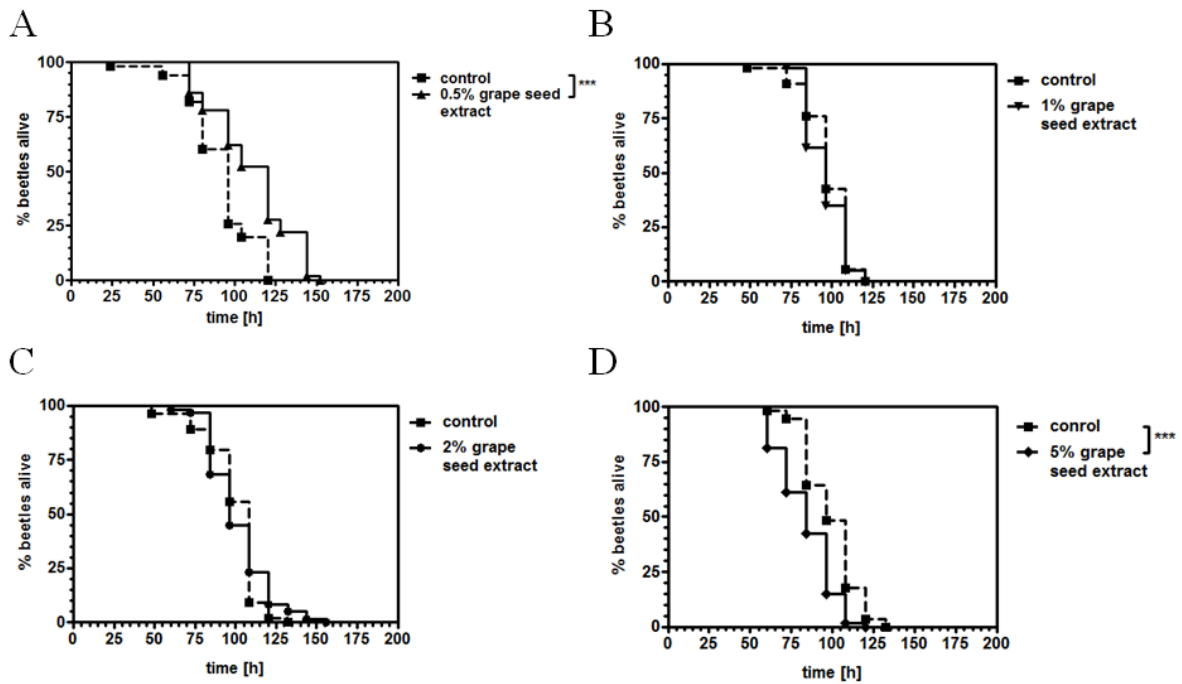 A
100
75
50
25
0
% beetles alive
0 25 50 75 100 125 150 175 200
time [h]
control
0.5% grape seed
extract
***
B
100
75
50
25
0
% beetles alive
0 25 50 75 100 125 150 175 200
time [h]
control
1% grape
seed extract
C
100
75
50
25
0
% beetles alive
0 25 50 75 100 125 150 175 200
time [h]
control
2% grape
seed extract
D
100
75
50
25
0
% beetles alive
0 25 50 75 100 125 150 175 200
time [h]
conrol
5% grape
seed extract
***